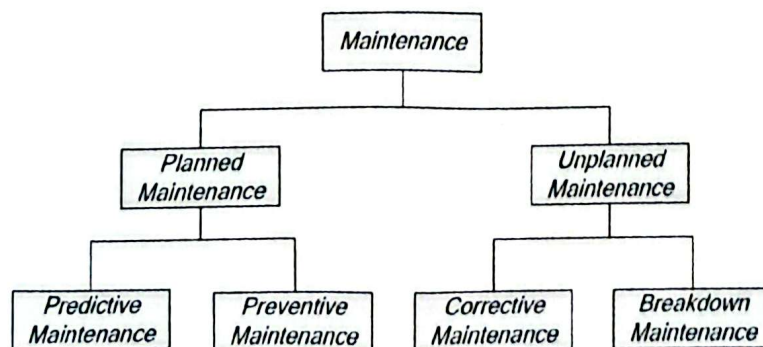 Maintenance
Planned
Maintenance
Unplanned
Maintenance
Predictive
Maintenance
Preventive
Maintenance
Corrective
Maintenance
Breakdown
Maintenance